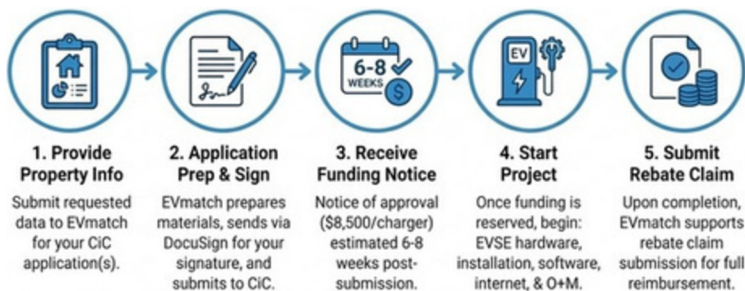 6-8
WEEKS
$
EV
1. Provide
Property Info
Submit requested
data to EVmatch
for your CiC
application(s).
2. Application
Prep & Sign
EVmatch prepares
materials, sends via
DocuSign for your
signature, and
submits to CiC.
3. Receive
Funding Notice
Notice of approval
($8,500/charger)
estimated 6-8
weeks post-
submission.
4. Start
Project
Once funding is
reserved, begin:
EVSE hardware,
installation, software,
internet, & O+M.
5. Submit
Rebate Claim
Upon completion,
EVmatch supports
rebate claim
submission for full
reimbursement.